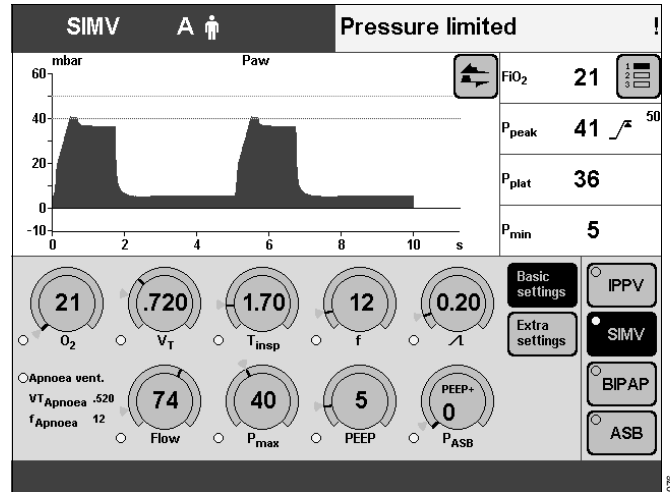 SIMV A Pressure limited !
mbar Paw
60
40
20
0
-10
0 2 4 6 8 10 s
FiO2 21
1
2
3
Ppeak 41 50
Pplat 36
Pmin 5
21 .720 1.70 12 0.20
O2 VT Tinsp f
Basic settings
Extra settings
IPPV
SIMV
BIPAP
ASB
Apnoea vent.
VTApnoea .520
fApnoea 12
74 40 5 PEEP+ 0
Flow Pmax PEEP PASB